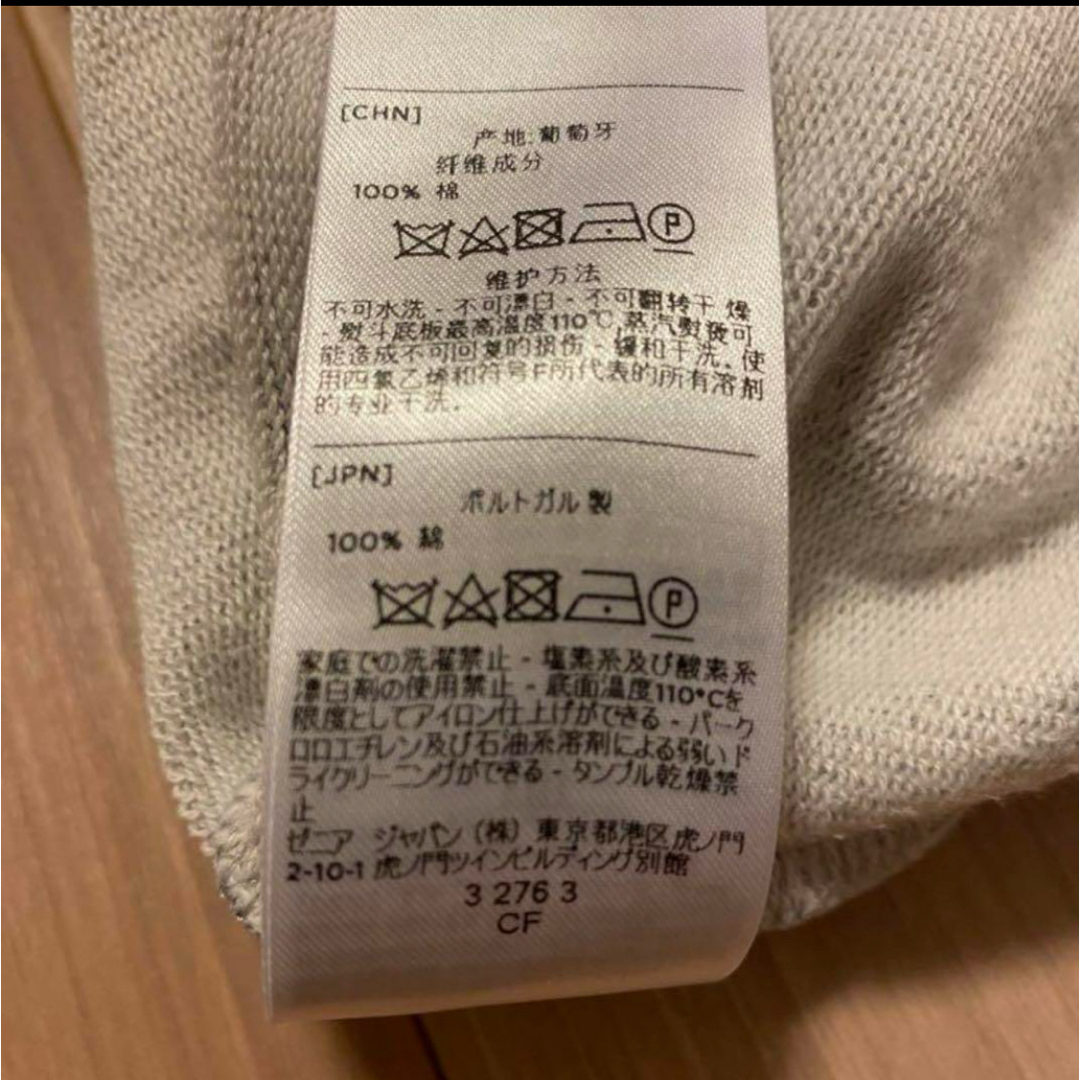 [CHN]
产地:葡萄牙
纤维成分
100% 棉
P
维护方法
不可水洗 - 不可漂白 - 不可翻转干 燥
- 熨斗底板最高温度110℃,蒸汽熨烫可
能造成不可回复的损伤 - 缓和干洗.使
用四氯乙烯和符号F所代表的所有溶剂
的专业干洗.
[JPN]
ポルトガル 製
100% 綿
P
家庭での洗濯禁止 - 塩素系及び酸素系
漂白剤の使用禁止 - 底面温度110°Cを
限度としてアイロン仕上げができる - パーク
ロロエチレン及び石油系溶剤による弱い ド
ライクリーニングができる - タンブル乾燥禁
止
ゼニア ジャパン (株) 東京都港区虎ノ門
2-10-1 虎ノ門ツインビルディング別館
3 276 3
CF